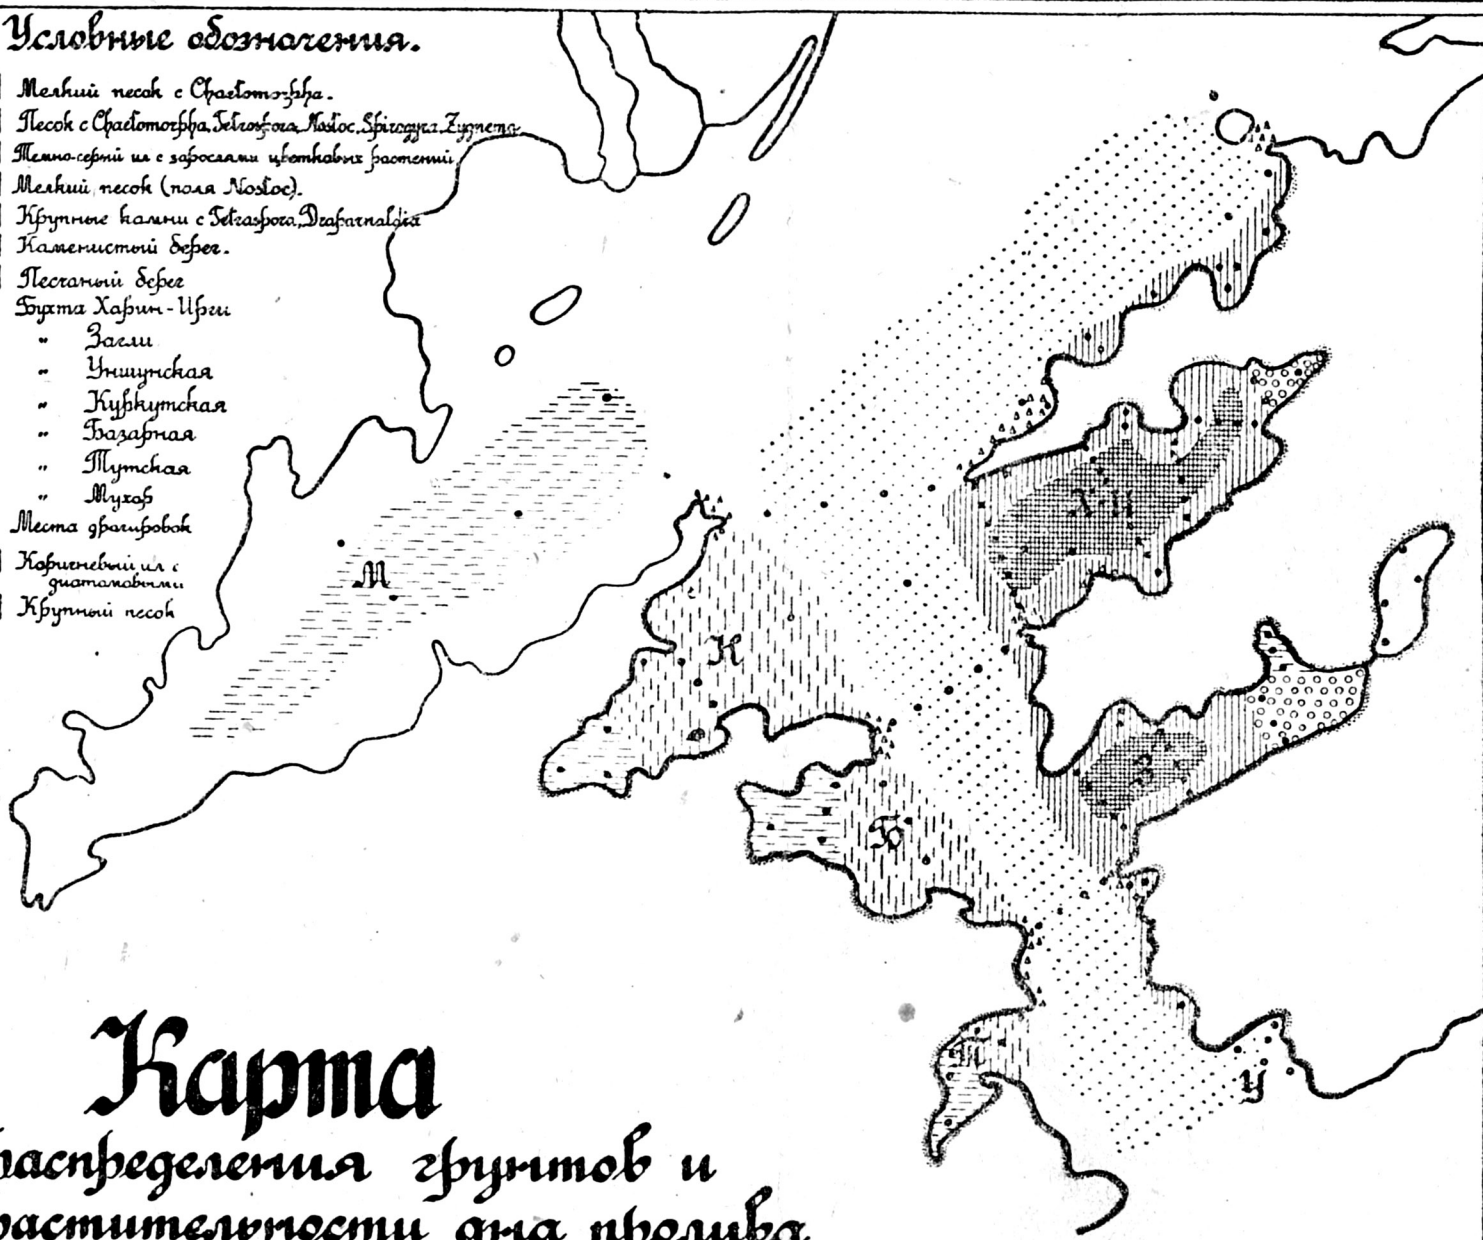 Условные обозначения.
Мелкий песок с Chaetomorpha.
Песок с Chaetomorpha, Tetraspora, Nostoc, Spirogyra, Zygnema
Темно-серый ил с зарослями цветковых растений
Мелкий песок (поля Nostoc).
Крупные камни с Tetraspora, Draparnaldia
Каменистый берег.
Песчаный берег
Бухта Харин-Ирги
" Загли
" Уншунская
" Куркутская
" Базарная
" Тутская
" Мухор
Места драгировок
Коричневый ил с
диатомовыми
Крупный песок
Х-И
М
К
З
Б
Т
У
Карта
распределения грунтов и
растительности дна пролива